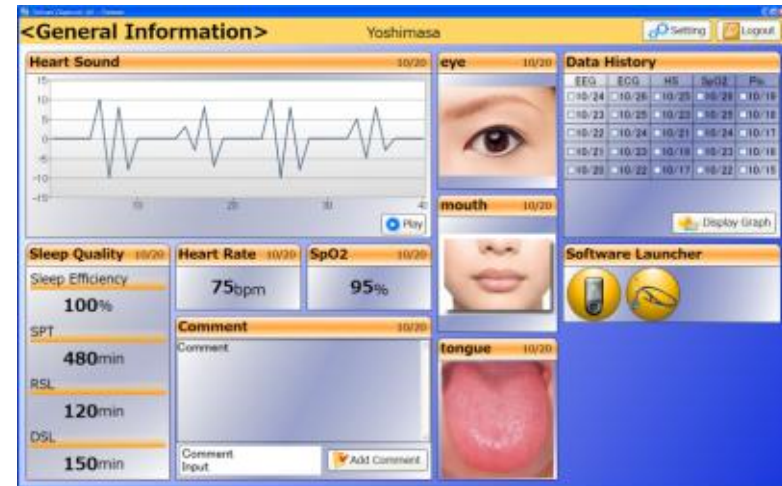 <General Information>
Yoshimasa
Setting
Logout
Heart Sound 10/20
15
10
5
0
-5
-10
-15
10
20
30
40
Play
eye 10/20
mouth 10/20
tongue 10/20
Data History
EEG ECG HS SpO2
10/24 10/26 10/25 10/19
10/23 10/25 10/23 10/18
10/22 10/24 10/21 10/24 10/17
10/21 10/23 10/19 10/23 10/16
10/20 10/22 10/17 10/22 10/15
Display Graph
Software Launcher
Sleep Quality 10/20
Sleep Efficiency
100%
SPT
480min
RSL
120min
DSL
150min
Heart Rate 10/20
75bpm
SpO2 10/20
95%
Comment 10/20
Comment
Comment
Input
Add Comment